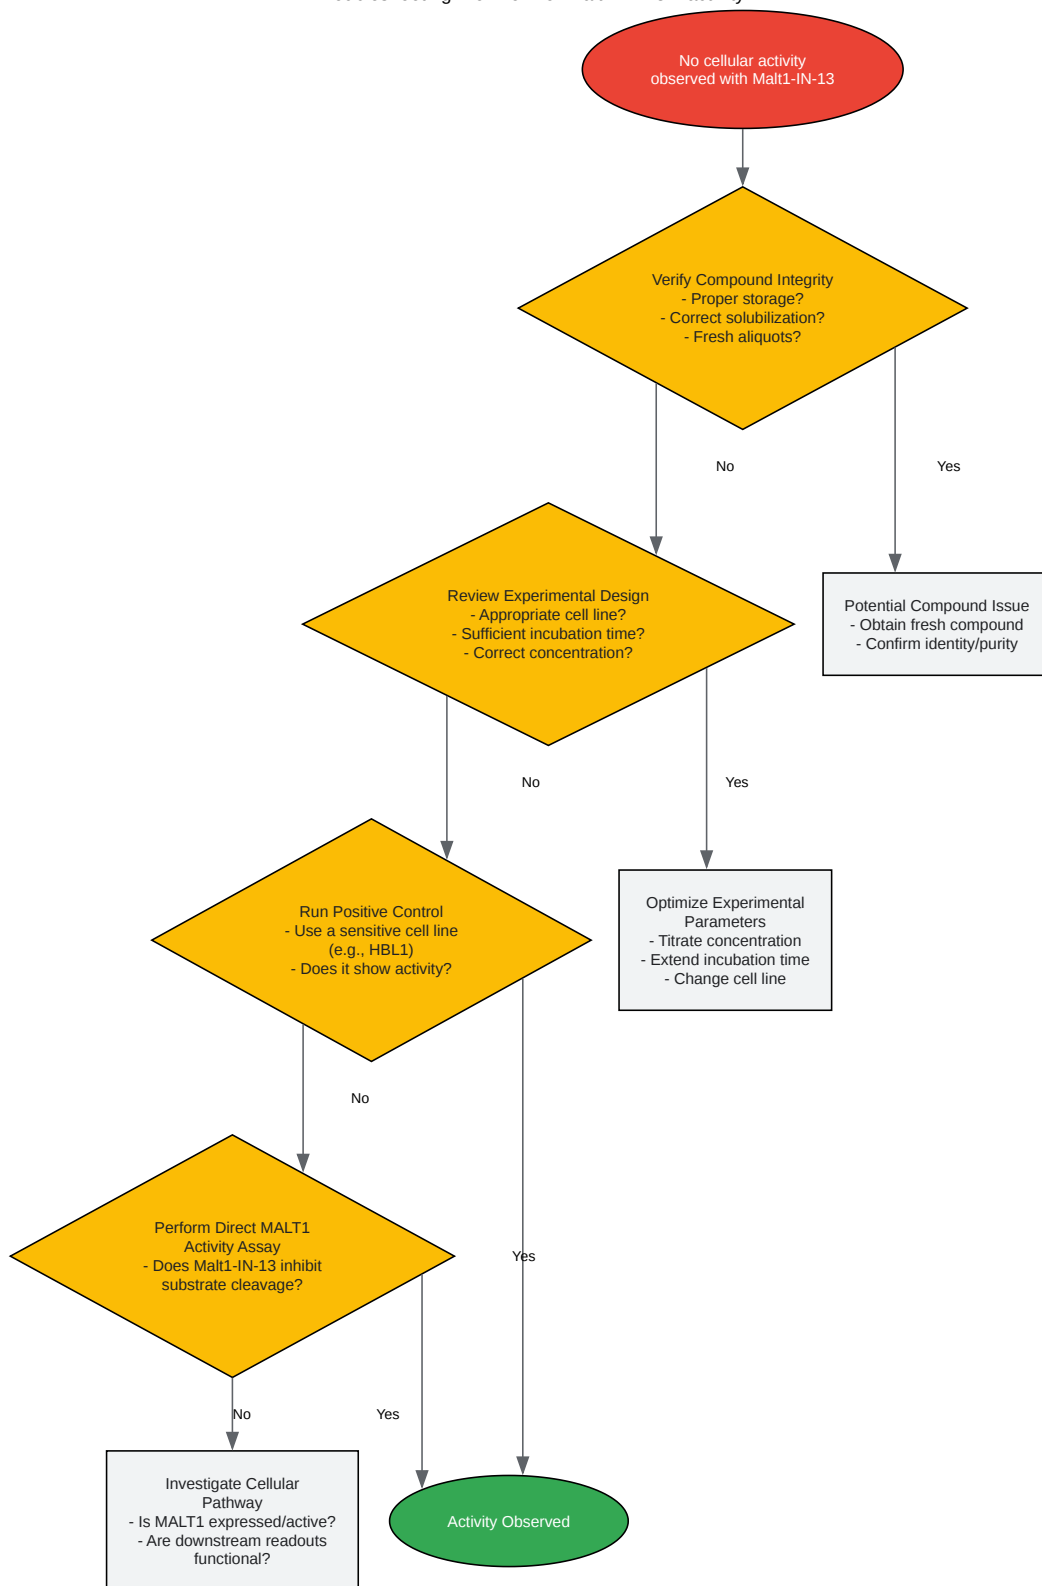 No cellular activity
observed with Malt1-IN-13
Verify Compound Integrity
- Proper storage?
- Correct solubilization?
- Fresh aliquots?
No
Yes
Review Experimental Design
- Appropriate cell line?
- Sufficient incubation time?
- Correct concentration?
Potential Compound Issue
- Obtain fresh compound
- Confirm identity/purity
No
Yes
Run Positive Control
- Use a sensitive cell line
(e.g., HBL1)
- Does it show activity?
Optimize Experimental
Parameters
- Titrate concentration
- Extend incubation time
- Change cell line
No
Yes
Perform Direct MALT1
Activity Assay
- Does Malt1-IN-13 inhibit
substrate cleavage?
No
Yes
Investigate Cellular
Pathway
- Is MALT1 expressed/active?
- Are downstream readouts
functional?
Activity Observed